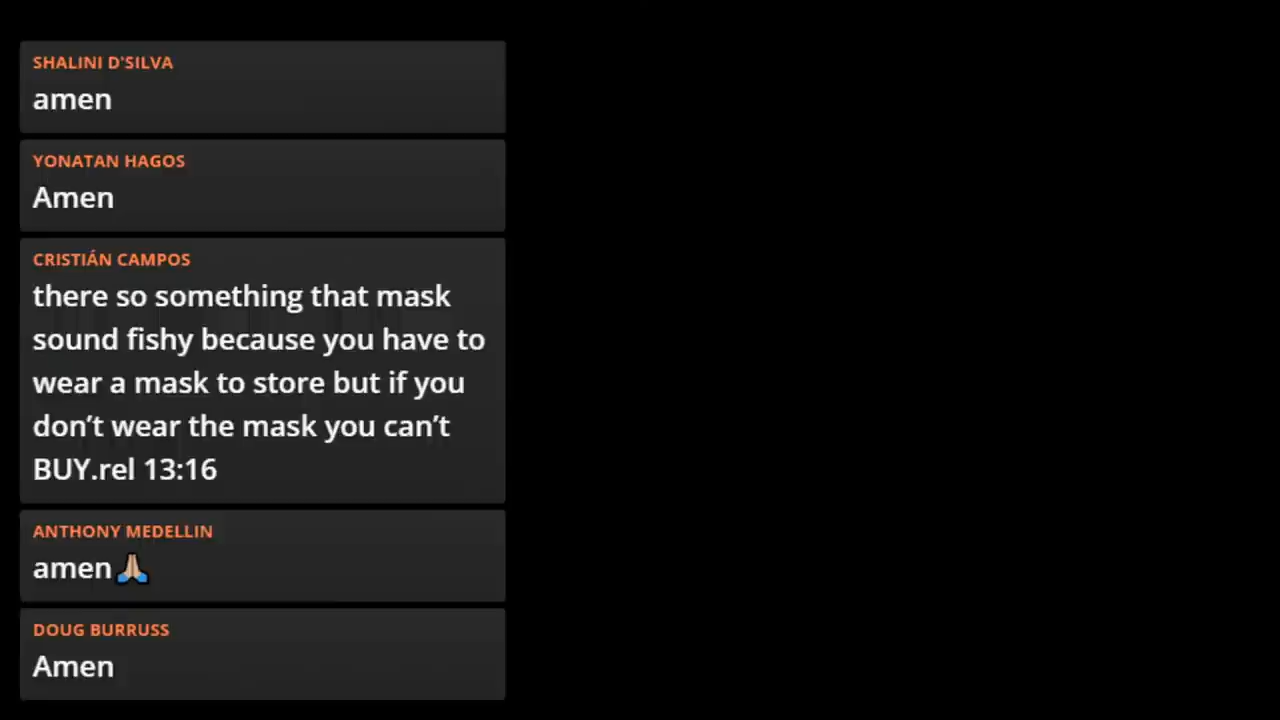 SHALINI D'SILVA
amen
YONATAN HAGOS
Amen
CRISTIÁN CAMPOS
there so something that mask
sound fishy because you have to
wear a mask to store but if you
don’t wear the mask you can’t
BUY.rel 13:16
ANTHONY MEDELLIN
amen🙏🏼
DOUG BURRUSS
Amen